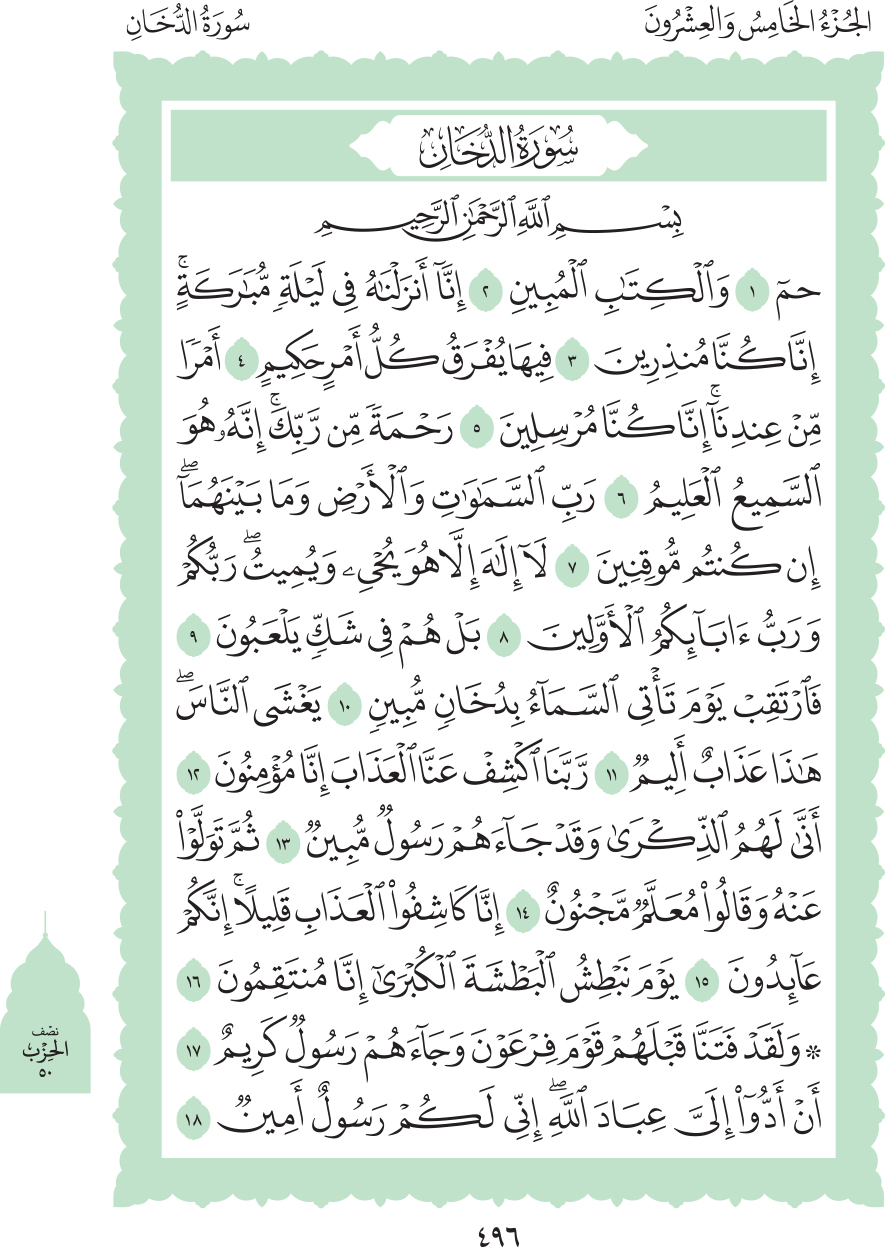 الجُزْءُ الخَامِسُ وَالعِشْرُونَ
سُورَةُ الدُّخَانِ
سُورَةُ الدُّخَانِ
بِسْمِ ٱللَّهِ ٱلرَّحْمَٰنِ ٱلرَّحِيمِ
حمٓ ١ وَٱلْكِتَٰبِ ٱلْمُبِينِ ٢ إِنَّآ أَنزَلْنَٰهُ فِى لَيْلَةٍ مُّبَٰرَكَةٍۚ
إِنَّا كُنَّا مُنذِرِينَ ٣ فِيهَا يُفْرَقُ كُلُّ أَمْرٍ حَكِيمٍ ٤ أَمْرًا
مِّنْ عِندِنَآۚ إِنَّا كُنَّا مُرْسِلِينَ ٥ رَحْمَةً مِّن رَّبِّكَۚ إِنَّهُۥ هُوَ
ٱلسَّمِيعُ ٱلْعَلِيمُ ٦ رَبِّ ٱلسَّمَٰوَٰتِ وَٱلْأَرْضِ وَمَا بَيْنَهُمَآۖ
إِن كُنتُم مُّوقِنِينَ ٧ لَآ إِلَٰهَ إِلَّا هُوَ يُحْىِۦ وَيُمِيتُۖ رَبُّكُمْ
وَرَبُّ ءَابَآئِكُمُ ٱلْأَوَّلِينَ ٨ بَلْ هُمْ فِى شَكٍّ يَلْعَبُونَ ٩
فَٱرْتَقِبْ يَوْمَ تَأْتِى ٱلسَّمَآءُ بِدُخَانٍ مُّبِينٍ ١٠ يَغْشَى ٱلنَّاسَۖ
هَٰذَا عَذَابٌ أَلِيمٌ ١١ رَّبَّنَا ٱكْشِفْ عَنَّا ٱلْعَذَابَ إِنَّا مُؤْمِنُونَ ١٢
أَنَّىٰ لَهُمُ ٱلذِّكْرَىٰ وَقَدْ جَآءَهُمْ رَسُولٌ مُّبِينٌ ١٣ ثُمَّ تَوَلَّوْا۟
عَنْهُ وَقَالُوا۟ مُعَلَّمٌ مَّجْنُونٌ ١٤ إِنَّا كَاشِفُوا۟ ٱلْعَذَابِ قَلِيلًاۚ إِنَّكُمْ
عَآئِدُونَ ١٥ يَوْمَ نَبْطِشُ ٱلْبَطْشَةَ ٱلْكُبْرَىٰٓ إِنَّا مُنتَقِمُونَ ١٦
۞ وَلَقَدْ فَتَنَّا قَبْلَهُمْ قَوْمَ فِرْعَوْنَ وَجَآءَهُمْ رَسُولٌ كَرِيمٌ ١٧
أَنْ أَدُّوٓا۟ إِلَىَّ عِبَادَ ٱللَّهِۖ إِنِّى لَكُمْ رَسُولٌ أَمِينٌ ١٨
نصف
الحِزْب
٥٠
٤٩٦